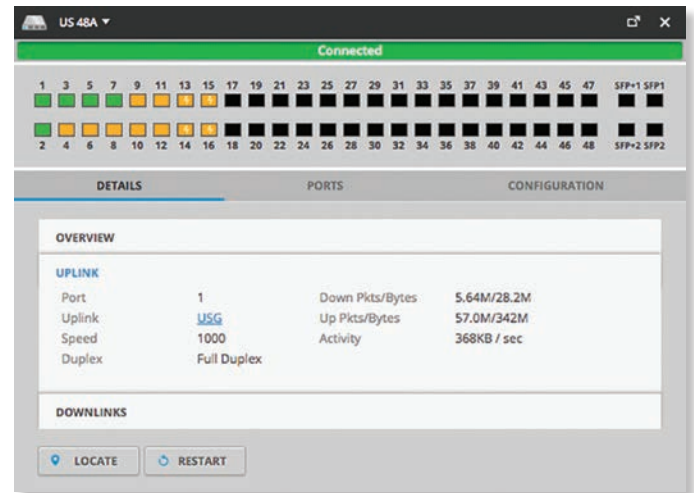 US 48A
Connected
1 3 5 7 9 11 13 15 17 19 21 23 25 27 29 31 33 35 37 39 41 43 45 47 SFP+1 SFP1
2 4 6 8 10 12 14 16 18 20 22 24 26 28 30 32 34 36 38 40 42 44 46 48 SFP+2 SFP2
DETAILS PORTS CONFIGURATION
OVERVIEW
UPLINK
Port 1 Down Pkts/Bytes 5.64M/28.2M
Uplink USG Up Pkts/Bytes 57.0M/342M
Speed 1000 Activity 368KB / sec
Duplex Full Duplex
DOWNLINKS
LOCATE RESTART